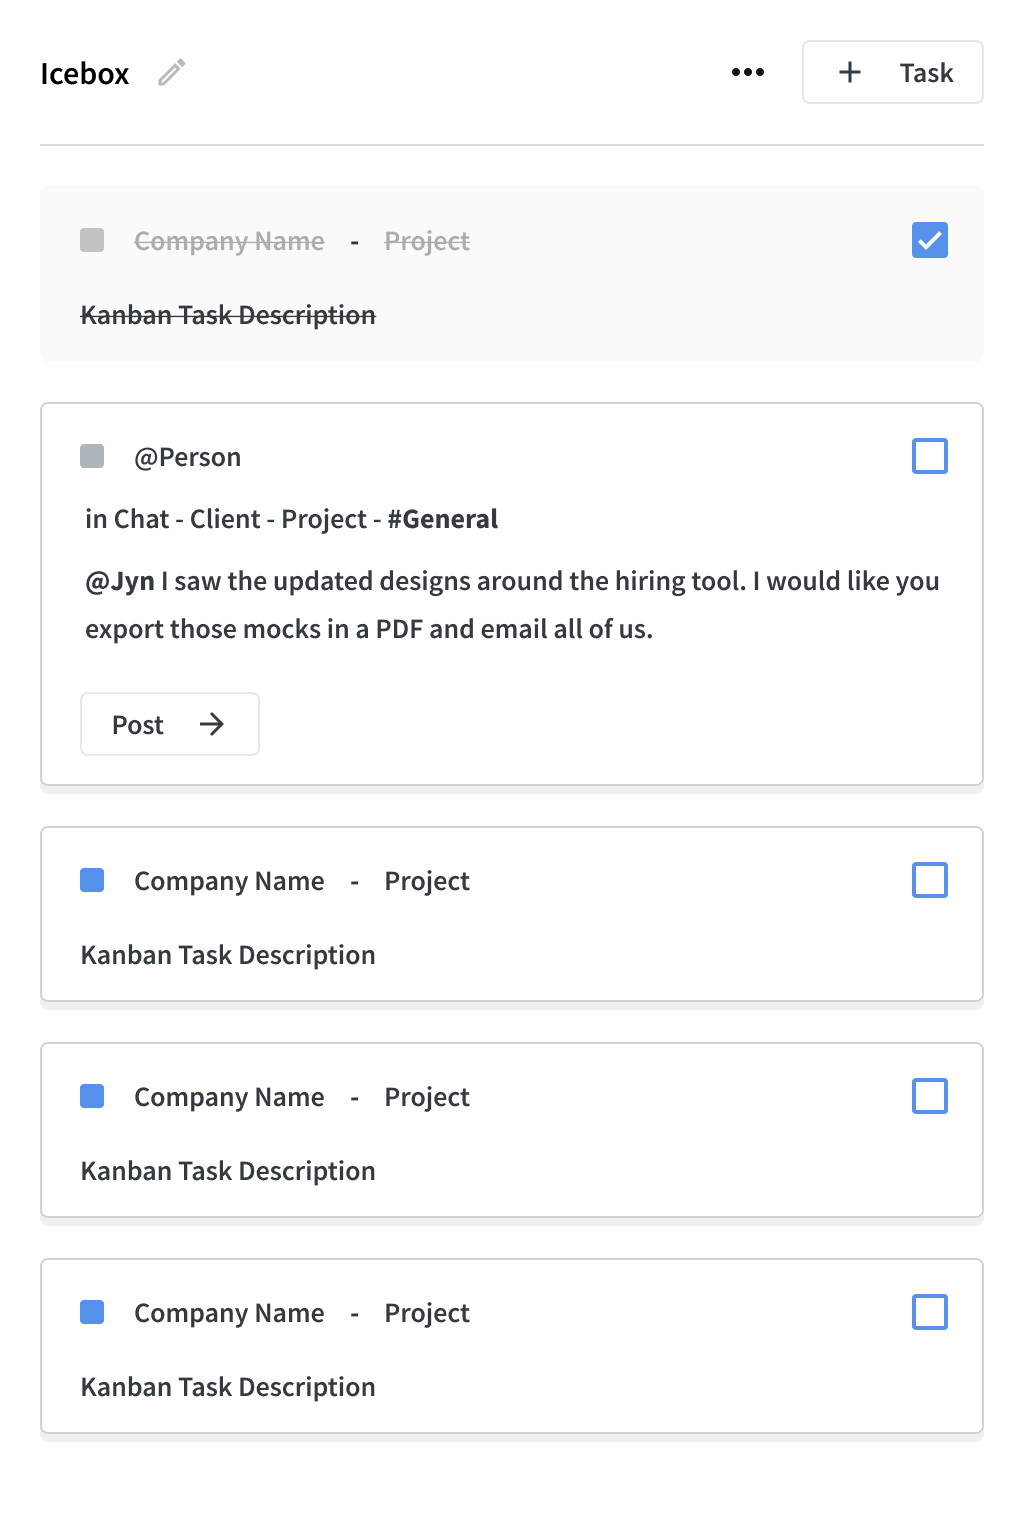 Icebox
Task
Company Name - Project
Kanban Task Description
@Person
in Chat - Client - Project - #General
@Jyn I saw the updated designs around the hiring tool. I would like you
export those mocks in a PDF and email all of us.
Post
Company Name - Project
Kanban Task Description
Company Name - Project
Kanban Task Description
Company Name - Project
Kanban Task Description